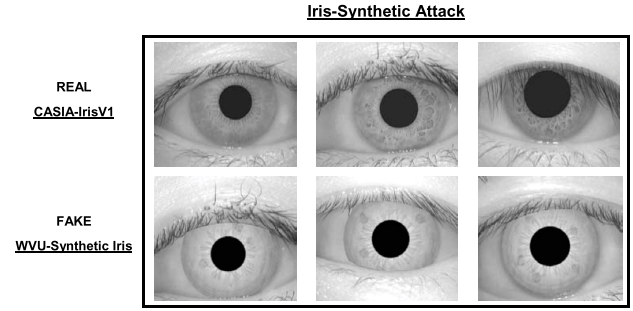 Iris-Synthetic Attack
REAL
CASIA-IrisV1
FAKE
WVU-Synthetic Iris